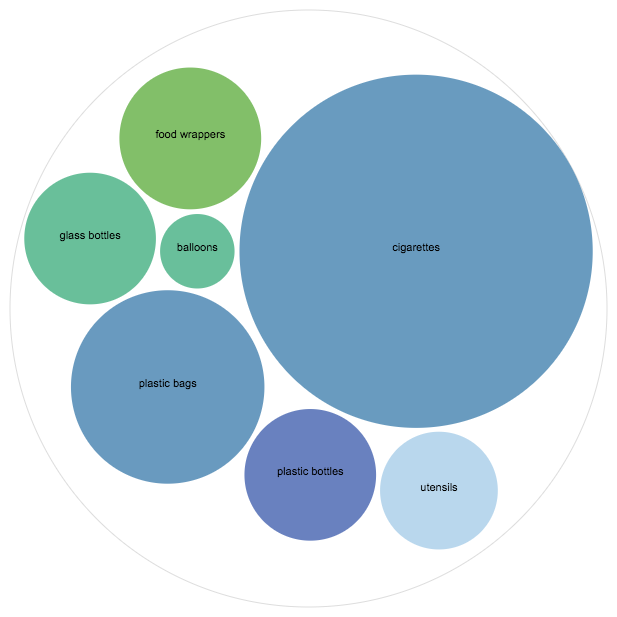 food wrappers
glass bottles
balloons
cigarettes
plastic bags
plastic bottles
utensils